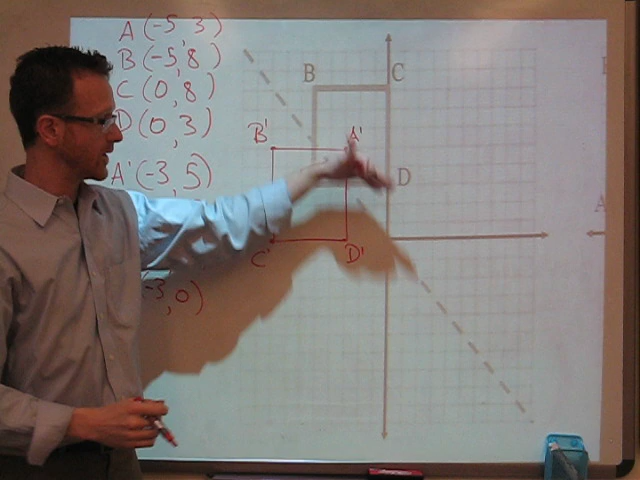 A (-5, 3)
B (-5, 8)
C (0, 8)
D (0, 3)
A' (-3, 5)
(-3, 0)
B C
B' A'
D
C' D'
A